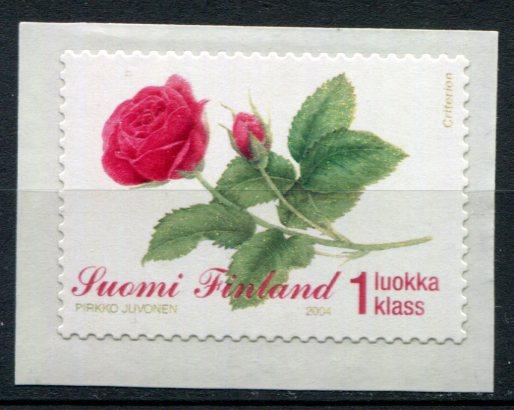 Criterion
Suomi Finland 1 luokka
klass
PIRKKO JUVONEN 2004